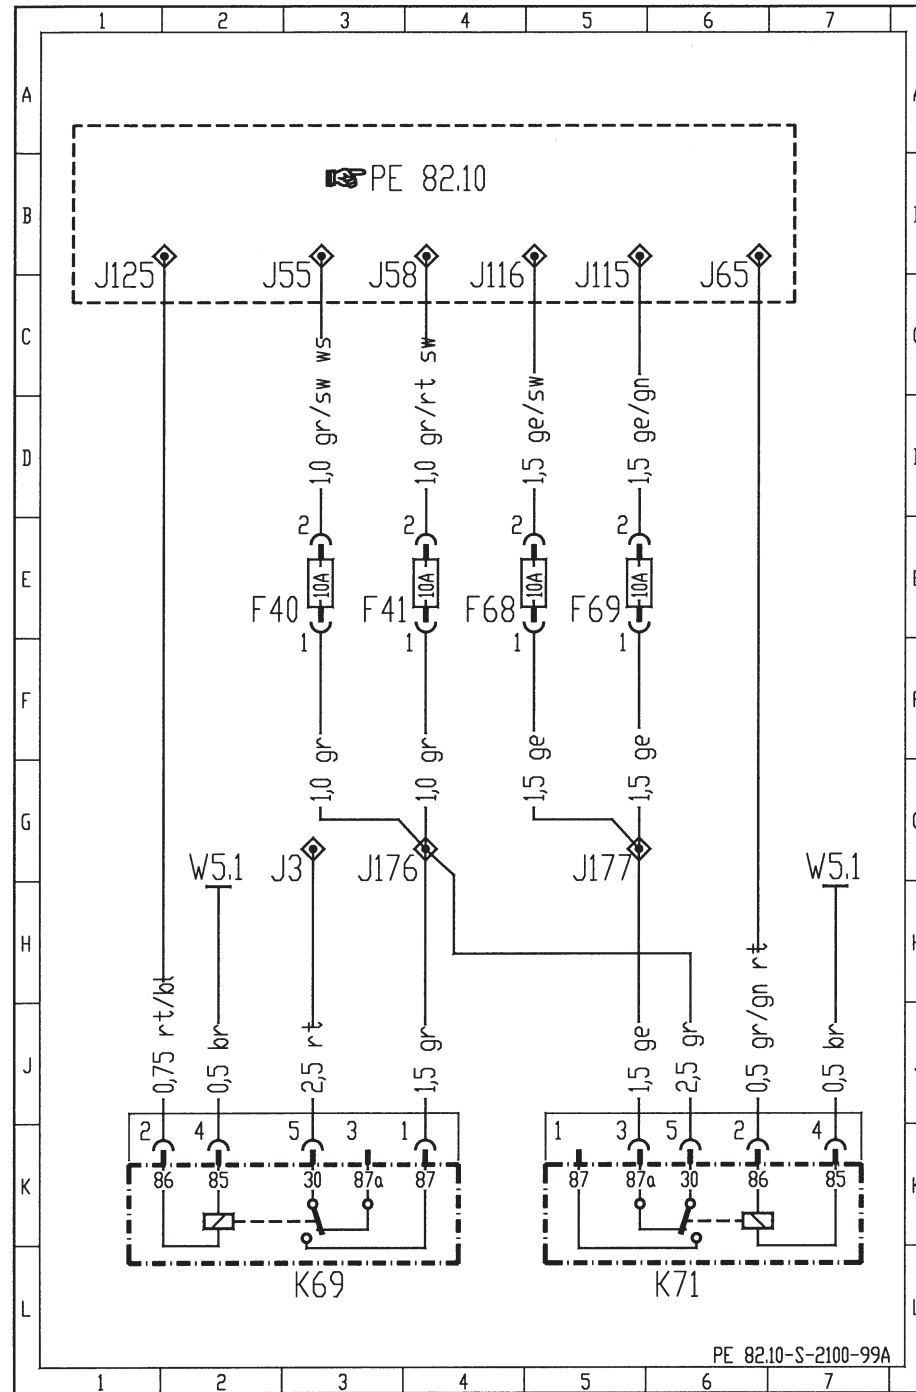 1 2 3 4 5 6 7
A
PE 82.10
B
J125 J55 J58 J116 J115 J65
C
1,0 gr/sw ws
1,0 gr/rt sw
1,5 ge/sw
1,5 ge/gn
D
2 2 2 2
10A 10A 10A 10A
E
F40 F41 F68 F69
1 1 1 1
F
1,0 gr
1,0 gr
1,5 ge
1,5 ge
G
W5.1 J3 J176 J177 W5.1
H
0,75 rt/bl
0,5 br
2,5 rt
1,5 gr
1,5 ge
2,5 gr
0,5 gr/gn rt
0,5 br
J
2 4 5 3 1 1 3 5 2 4
K
86 85 30 87a 87 87 87a 30 86 85
K69 K71
L
PE 82.10-S-2100-99A
1 2 3 4 5 6 7